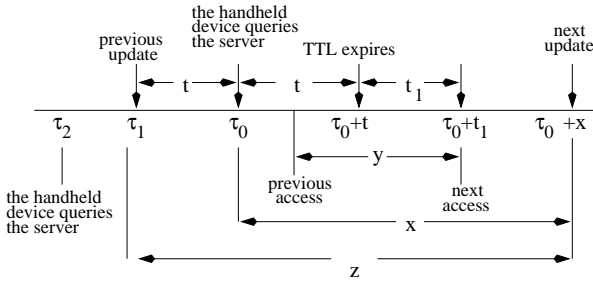 the handheld
device queries
the server
previous
update
TTL expires
next
update
t
t
t1
τ2
τ1
τ0
τ0+t
τ0+t1
τ0 +x
y
previous
access
next
access
the handheld
device queries
the server
x
z